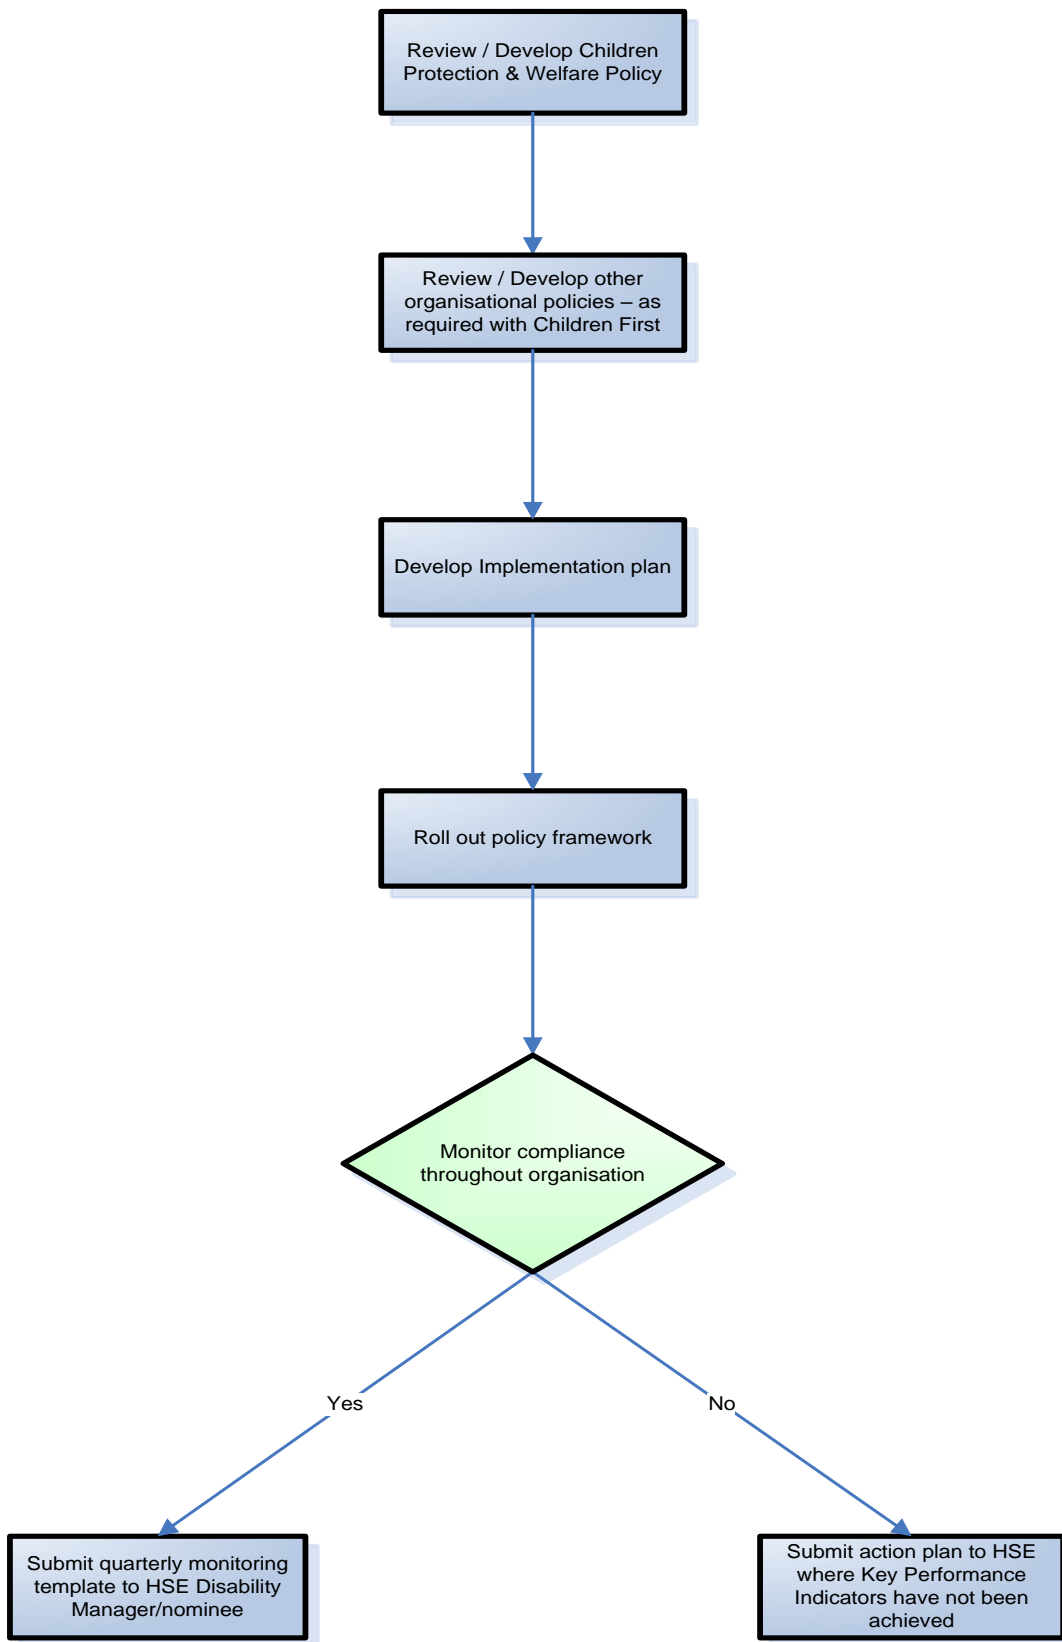 Review / Develop Children
Protection & Welfare Policy
Review / Develop other
organisational policies – as
required with Children First
Develop Implementation plan
Roll out policy framework
Monitor compliance
throughout organisation
Yes
No
Submit quarterly monitoring
template to HSE Disability
Manager/nominee
Submit action plan to HSE
where Key Performance
Indicators have not been
achieved